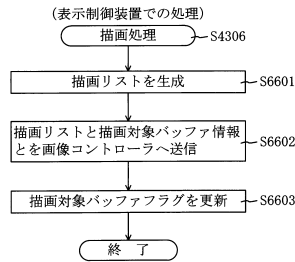 (表示制御装置での処理)
描画処理
S4306
描画リストを生成
S6601
描画リストと描画対象バッファ情報
とを画像コントローラへ送信
S6602
描画対象バッファフラグを更新
S6603
終 了